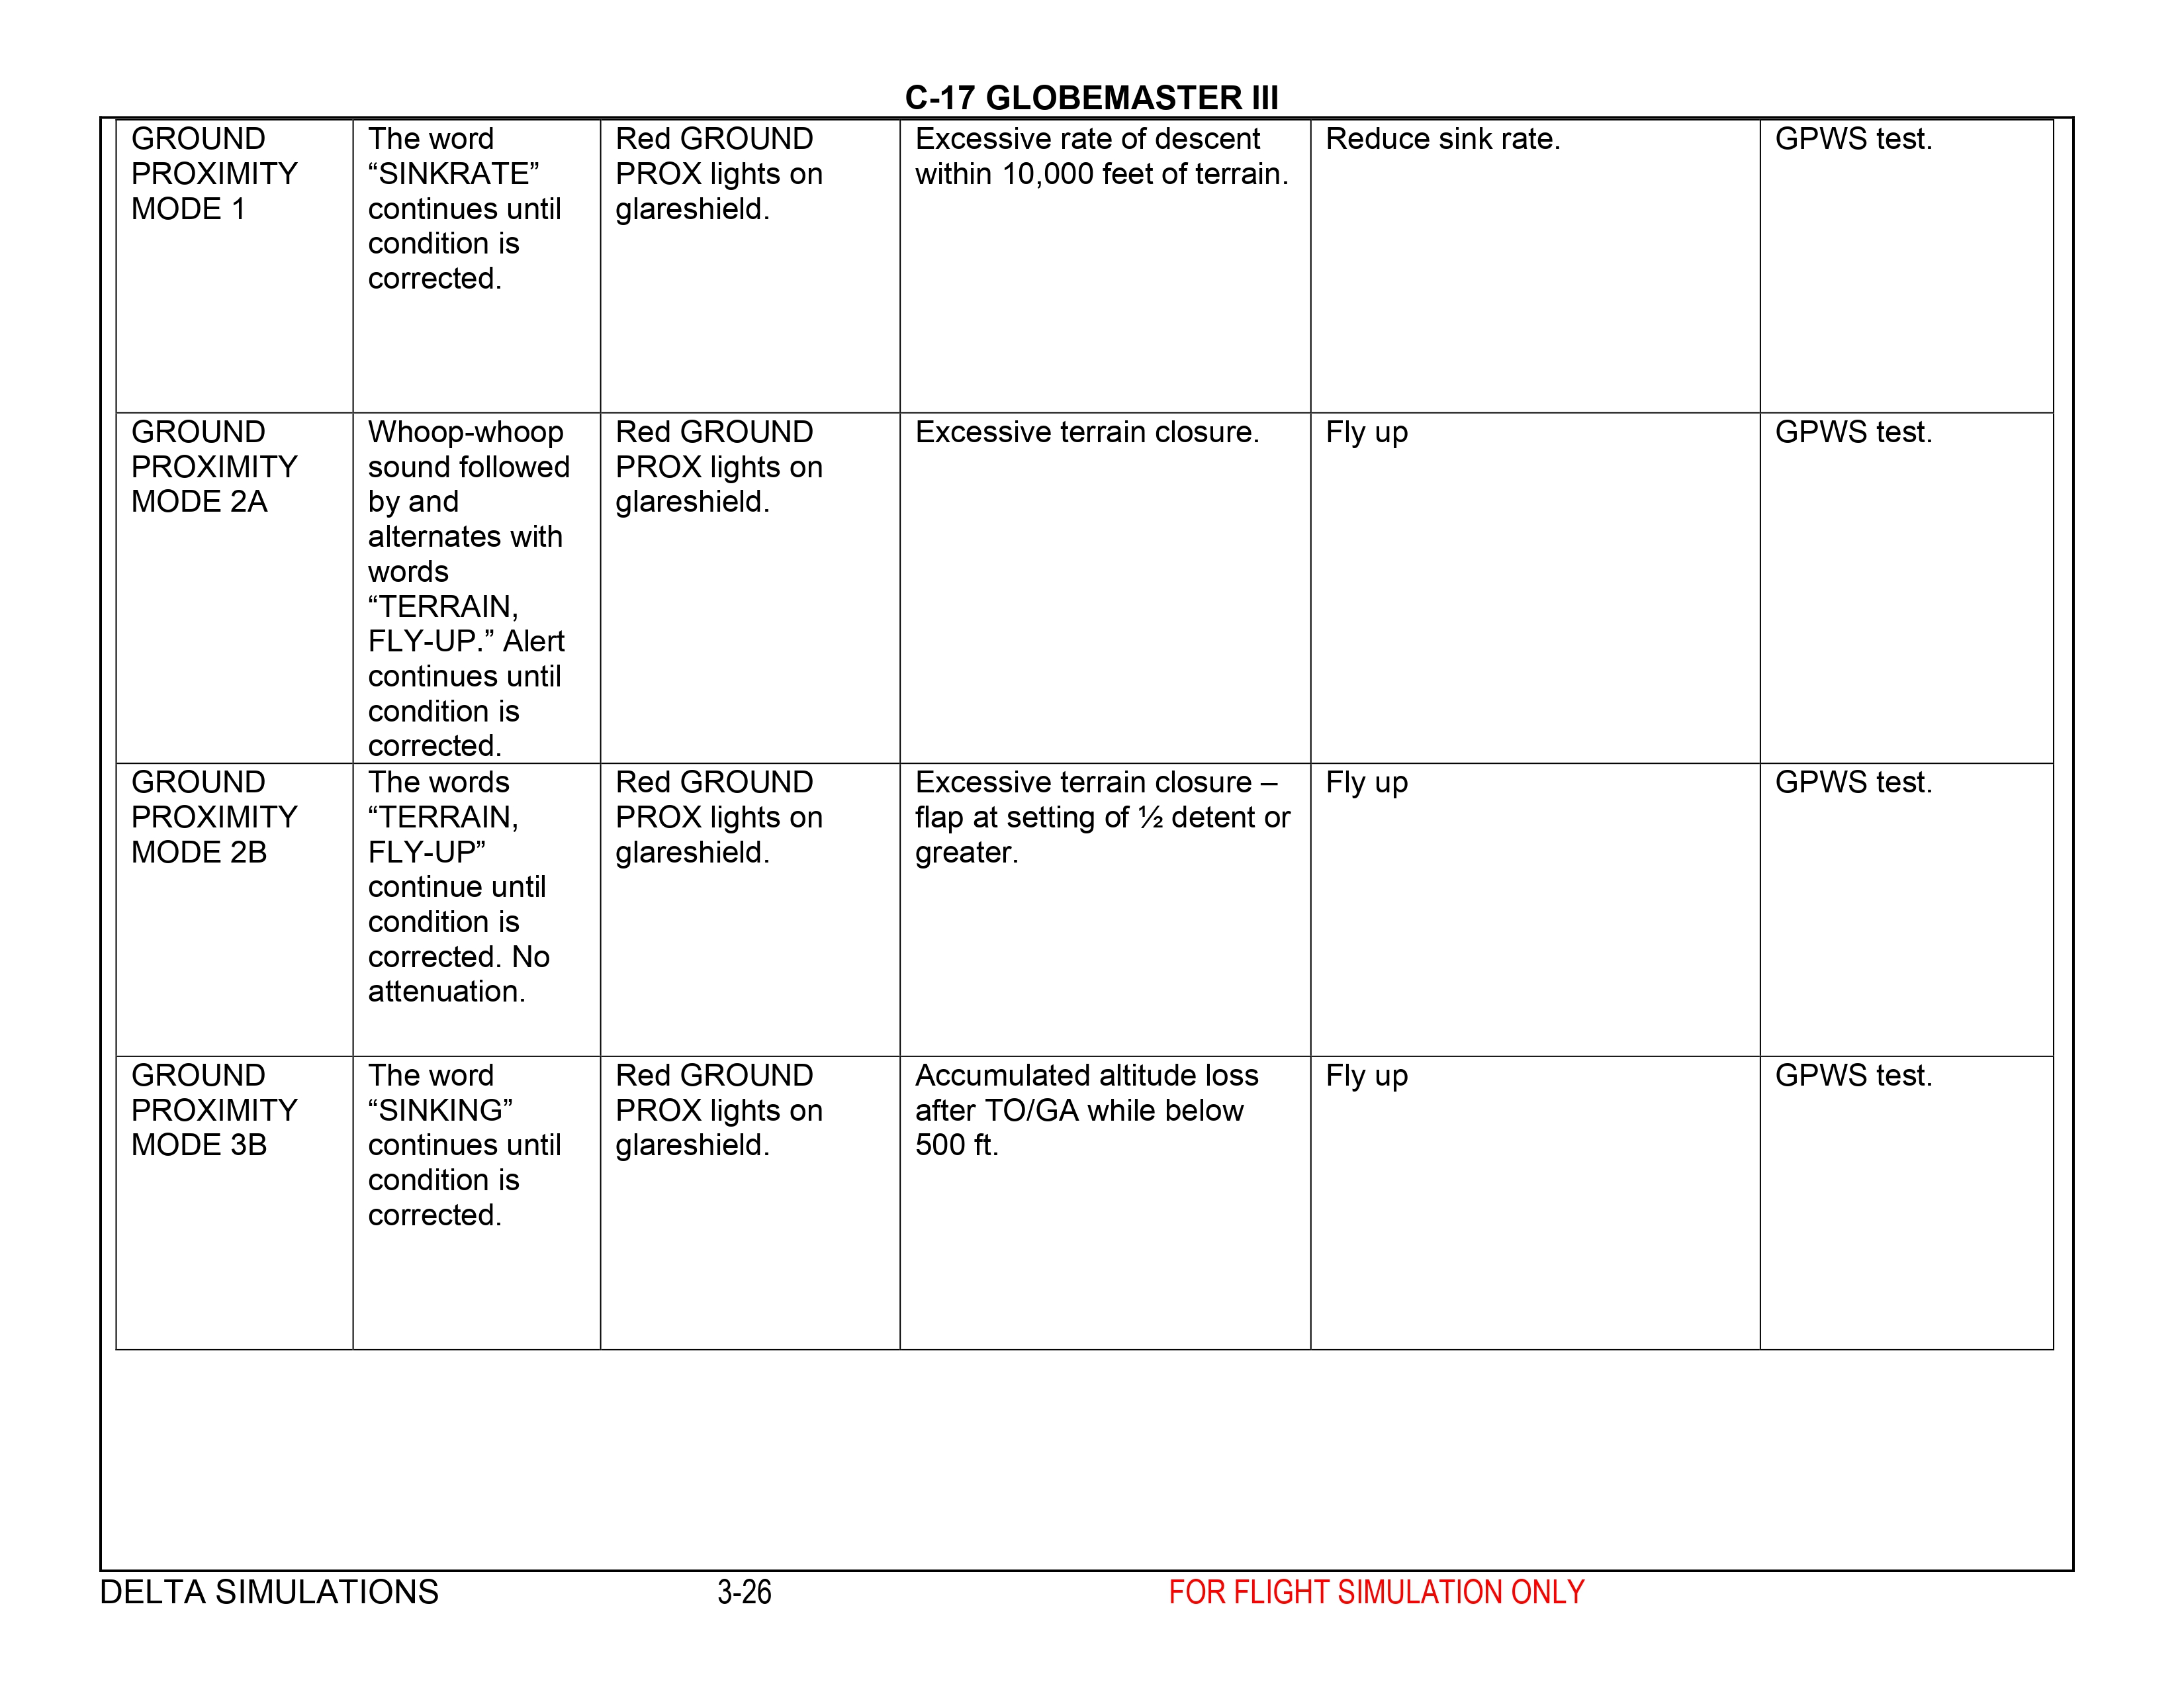 C-17 GLOBEMASTER III
GROUND
PROXIMITY
MODE 1
The word
“SINKRATE”
continues until
condition is
corrected.
Red GROUND
PROX lights on
glareshield.
Excessive rate of descent
within 10,000 feet of terrain.
Reduce sink rate.
GPWS test.
GROUND
PROXIMITY
MODE 2A
Whoop-whoop
sound followed
by and
alternates with
words
“TERRAIN,
FLY-UP.” Alert
continues until
condition is
corrected.
Red GROUND
PROX lights on
glareshield.
Excessive terrain closure.
Fly up
GPWS test.
GROUND
PROXIMITY
MODE 2B
The words
“TERRAIN,
FLY-UP”
continue until
condition is
corrected. No
attenuation.
Red GROUND
PROX lights on
glareshield.
Excessive terrain closure –
flap at setting of ½ detent or
greater.
Fly up
GPWS test.
GROUND
PROXIMITY
MODE 3B
The word
“SINKING”
continues until
condition is
corrected.
Red GROUND
PROX lights on
glareshield.
Accumulated altitude loss
after TO/GA while below
500 ft.
Fly up
GPWS test.
DELTA SIMULATIONS 3-26 FOR FLIGHT SIMULATION ONLY